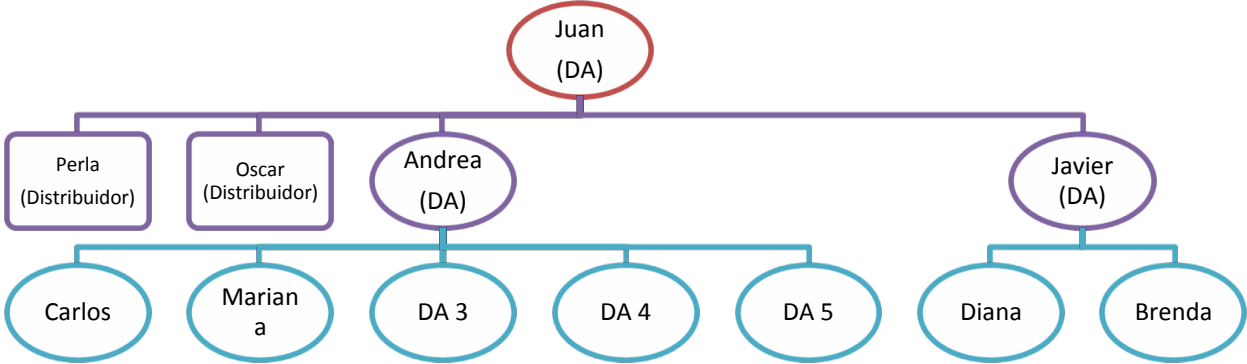 Juan
(DA)
Perla
(Distribuidor)
Oscar
(Distribuidor)
Andrea
(DA)
Javier
(DA)
Carlos
Marian
a
DA 3
DA 4
DA 5
Diana
Brenda